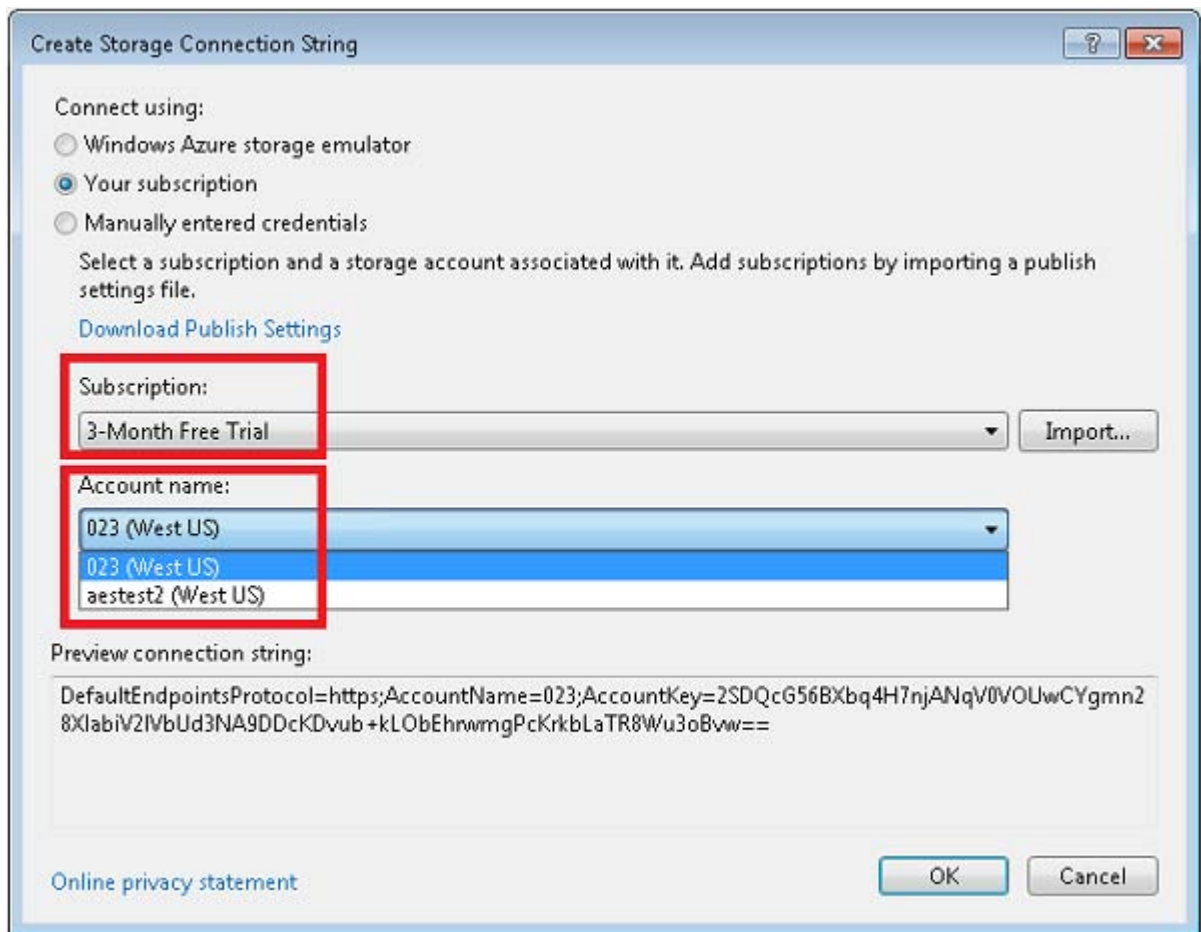 Create Storage Connection String
Connect using:
Windows Azure storage emulator
Your subscription
Manually entered credentials
Select a subscription and a storage account associated with it. Add subscriptions by importing a publish
settings file.
Download Publish Settings
Subscription:
3-Month Free Trial
Import...
Account name:
023 (West US)
023 (West US)
aestest2 (West US)
Preview connection string:
DefaultEndpointsProtocol=https;AccountName=023;AccountKey=2SDQcG56BXbq4H7njANqV0VOUwCYgmn2
8XIabiV2IVbUd3NA9DDcKDvub+kLObEhnwmgPcKrkbLaTR8Wu3oBvw==
Online privacy statement
OK
Cancel